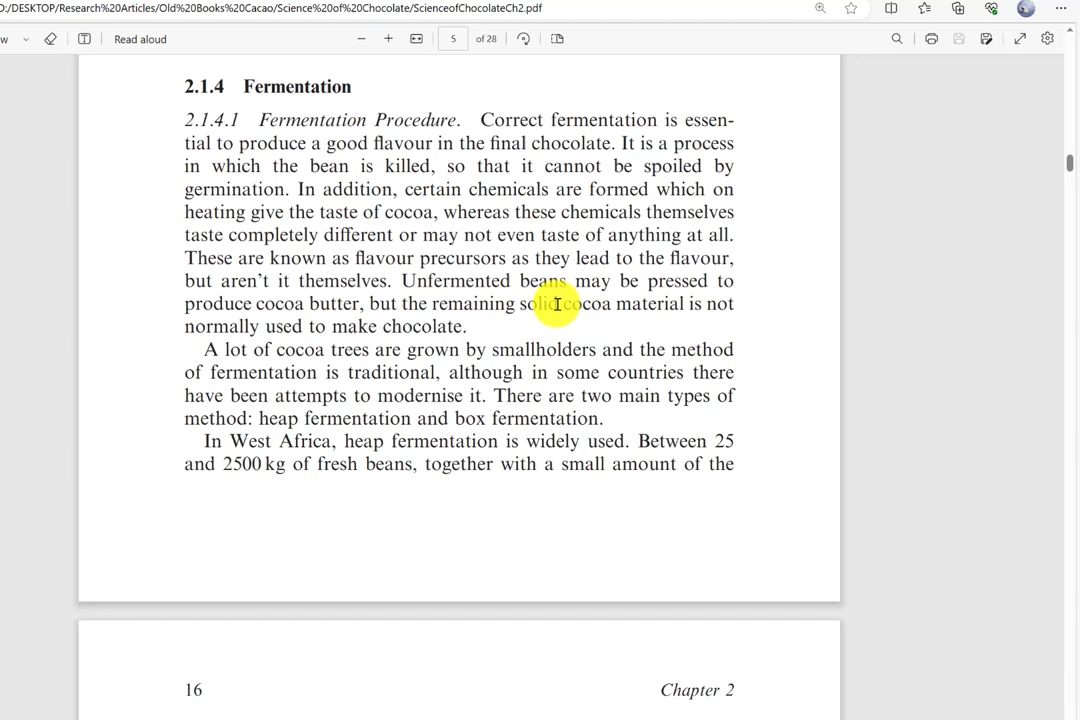 O:/DESKTOP/Research%20Articles/Old%20Books%20Cacao/Science%20of%20Chocolate/ScienceofChocolateCh2.pdf
w
Read aloud
5
of 28
2.1.4 Fermentation
2.1.4.1 Fermentation Procedure. Correct fermentation is essen-
tial to produce a good flavour in the final chocolate. It is a process
in which the bean is killed, so that it cannot be spoiled by
germination. In addition, certain chemicals are formed which on
heating give the taste of cocoa, whereas these chemicals themselves
taste completely different or may not even taste of anything at all.
These are known as flavour precursors as they lead to the flavour,
but aren't it themselves. Unfermented beans may be pressed to
produce cocoa butter, but the remaining solid cocoa material is not
normally used to make chocolate.
A lot of cocoa trees are grown by smallholders and the method
of fermentation is traditional, although in some countries there
have been attempts to modernise it. There are two main types of
method: heap fermentation and box fermentation.
In West Africa, heap fermentation is widely used. Between 25
and 2500 kg of fresh beans, together with a small amount of the
16
Chapter 2